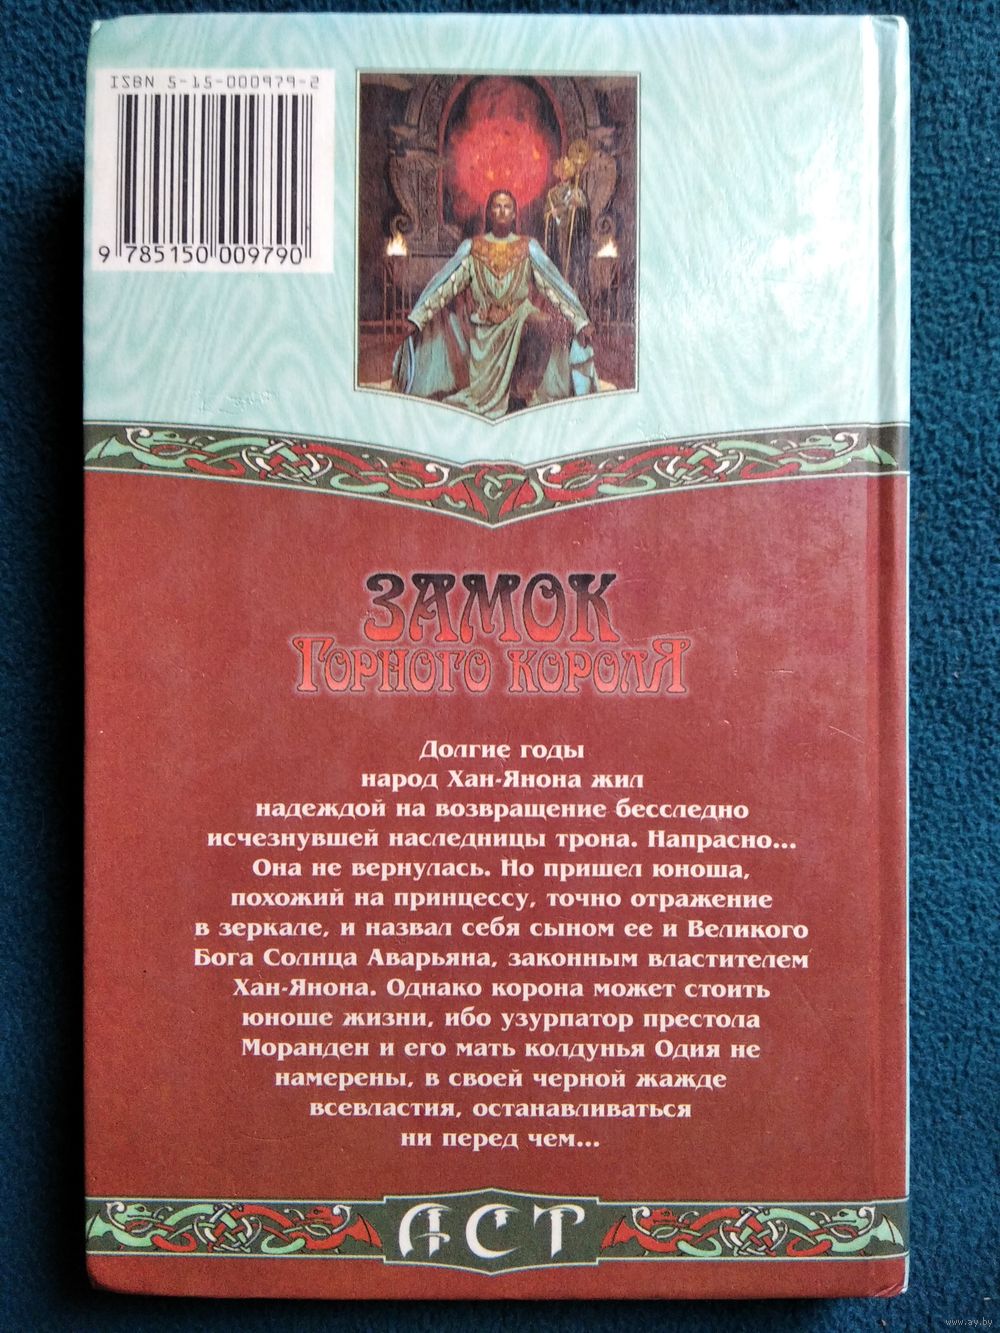 ISBN 5-15-000979-2
9 785150 009790
ЗАМОК
ГОРНОГО КОРОЛЯ
Долгие годы
народ Хан-Янона жил
надеждой на возвращение бесследно
исчезнувшей наследницы трона. Напрасно...
Она не вернулась. Но пришел юноша,
похожий на принцессу, точно отражение
в зеркале, и назвал себя сыном ее и Великого
Бога Солнца Аварьяна, законным властителем
Хан-Янона. Однако корона может стоить
юноше жизни, ибо узурпатор престола
Моранден и его мать колдунья Одия не
намерены, в своей черной жажде
всевластия, останавливаться
ни перед чем...
АСТ
www.ay.by